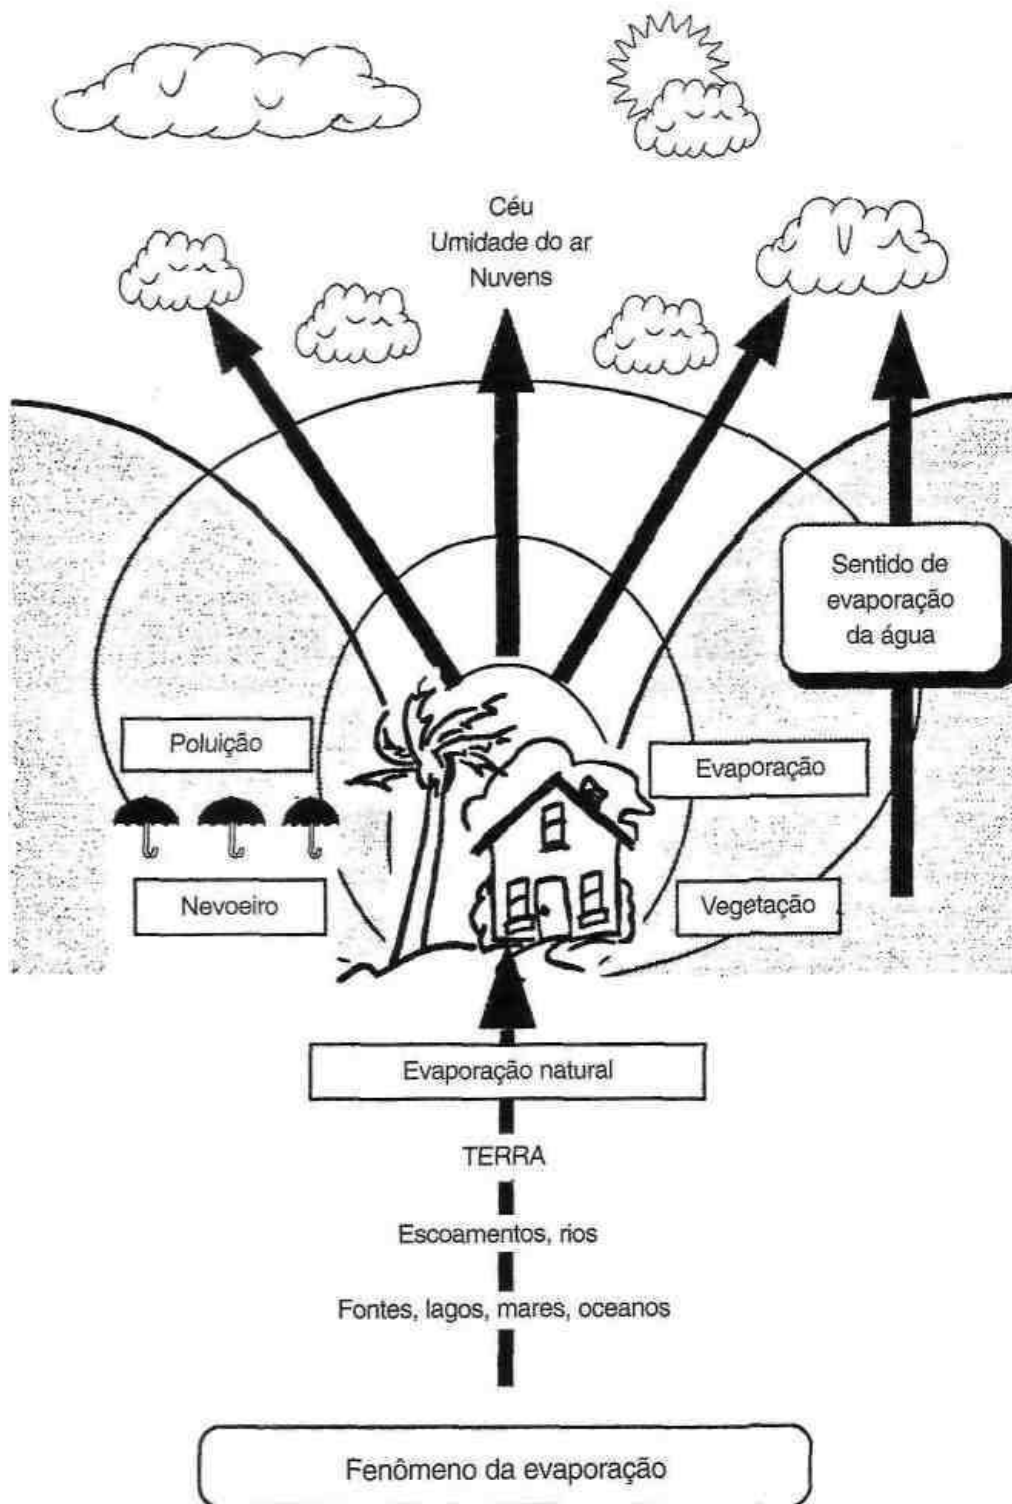 Céu
Umidade do ar
Nuvens
Sentido de
evaporação
da água
Poluição
Evaporação
Nevoeiro
Vegetação
Evaporação natural
TERRA
Escoamentos, rios
Fontes, lagos, mares, oceanos
Fenômeno da evaporação